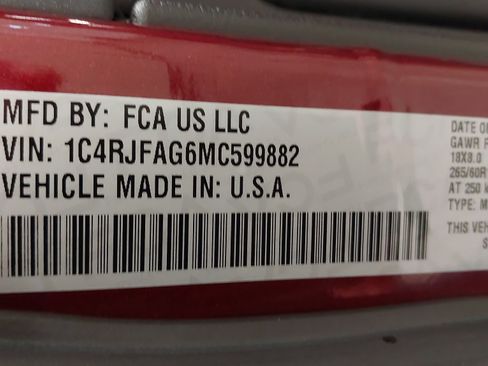 MFD BY: FCA US LLC
VIN: 1C4RJFAG6MC599882
VEHICLE MADE IN: U.S.A.
DATE OF
GAWR F
18X8.0
265/60R
AT 250 k
TYPE: M
THIS VEH
S